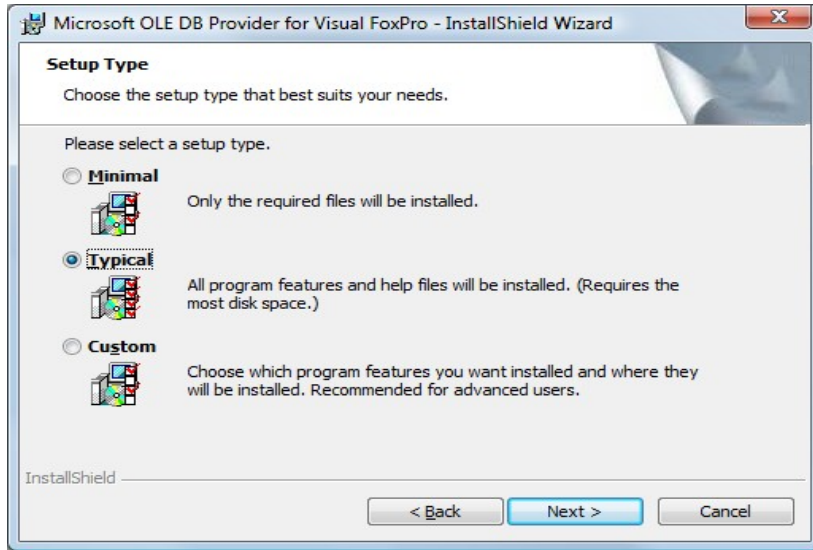 Microsoft OLE DB Provider for Visual FoxPro - InstallShield Wizard
Setup Type
Choose the setup type that best suits your needs.
Please select a setup type.
Minimal
Only the required files will be installed.
Typical
All program features and help files will be installed. (Requires the
most disk space.)
Custom
Choose which program features you want installed and where they
will be installed. Recommended for advanced users.
InstallShield
< Back Next > Cancel